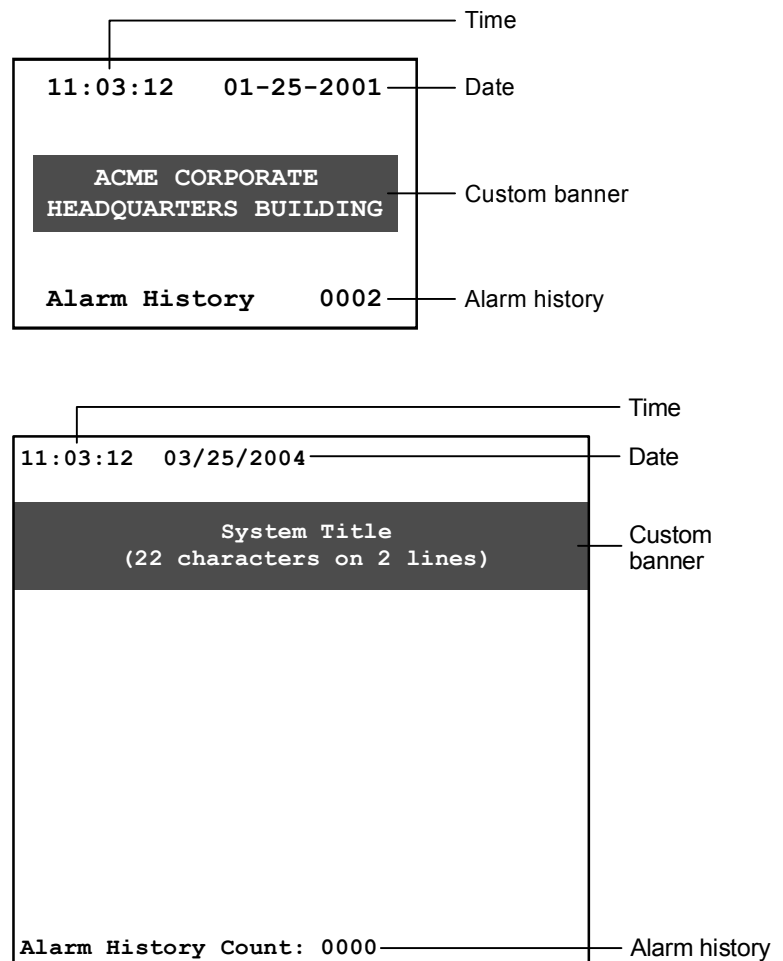 Time
11:03:12 01-25-2001
Date
ACME CORPORATE
HEADQUARTERS BUILDING
Custom banner
Alarm History 0002
Alarm history
Time
11:03:12 03/25/2004
Date
System Title
(22 characters on 2 lines)
Custom
banner
Alarm History Count: 0000
Alarm history